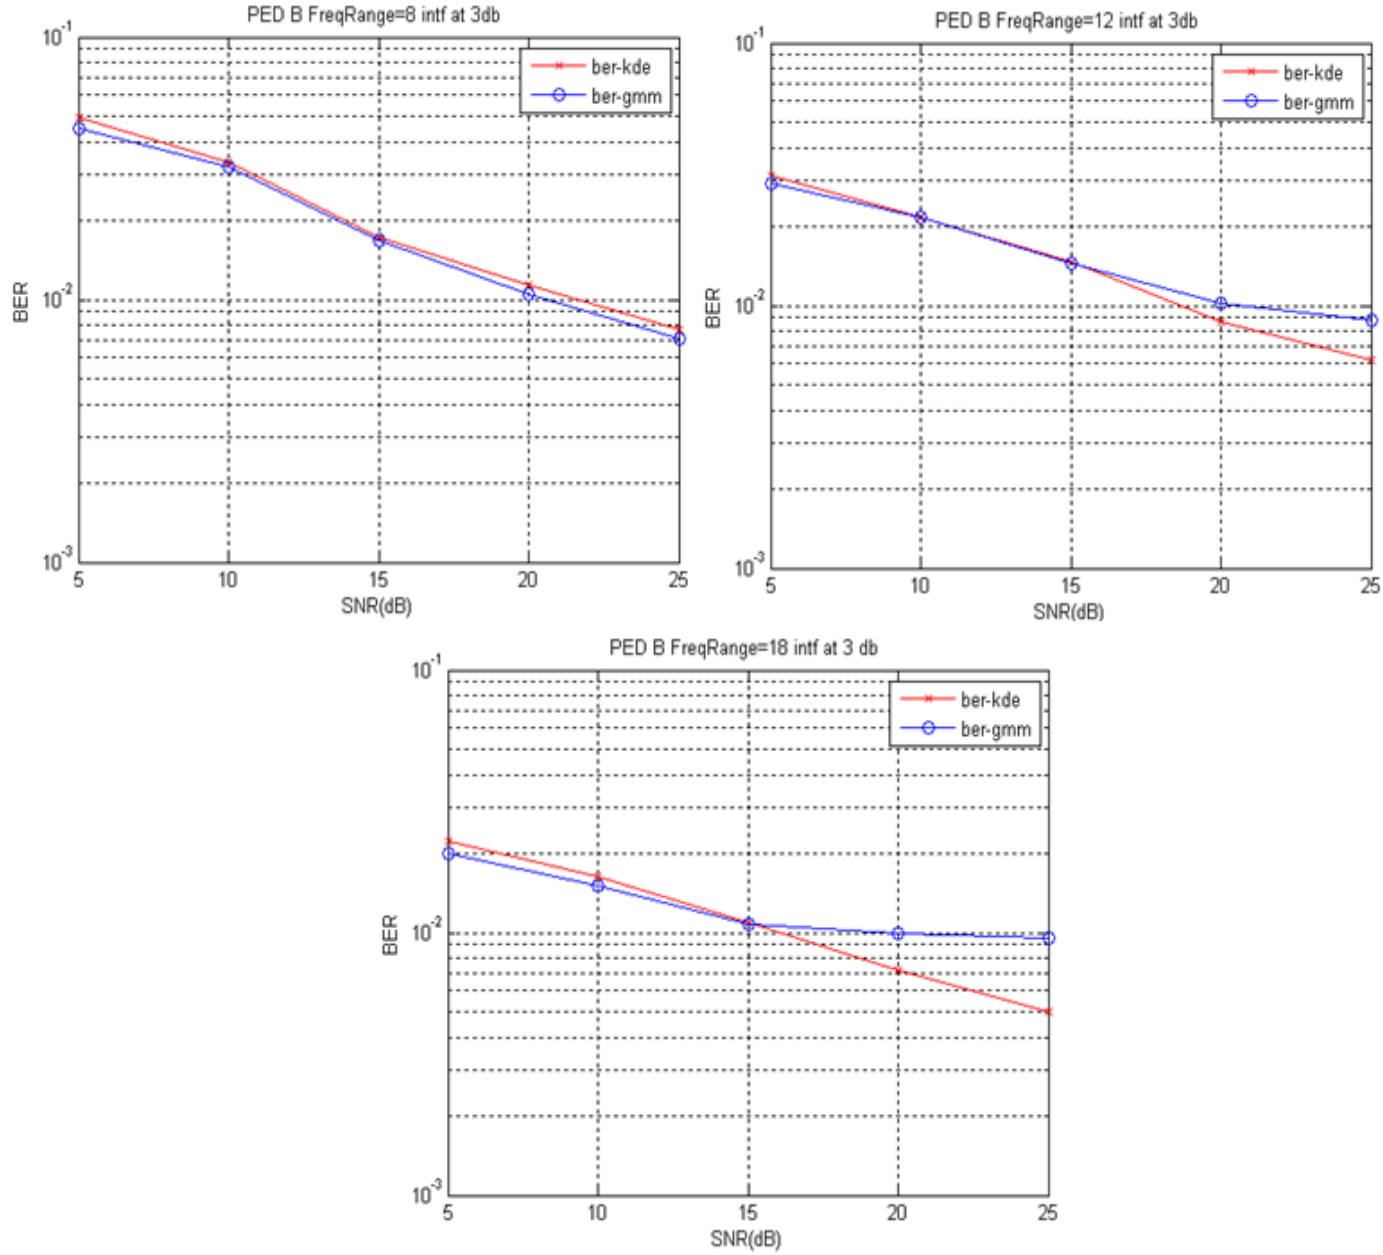 PED B FreqRange=8 intf at 3db
10^-1
ber-kde
ber-gmm
BER
10^-2
10^-3
5 10 15 20 25
SNR(dB)
PED B FreqRange=12 intf at 3db
10^-1
ber-kde
ber-gmm
BER
10^-2
10^-3
5 10 15 20 25
SNR(dB)
PED B FreqRange=18 intf at 3 db
10^-1
ber-kde
ber-gmm
BER
10^-2
10^-3
5 10 15 20 25
SNR(dB)